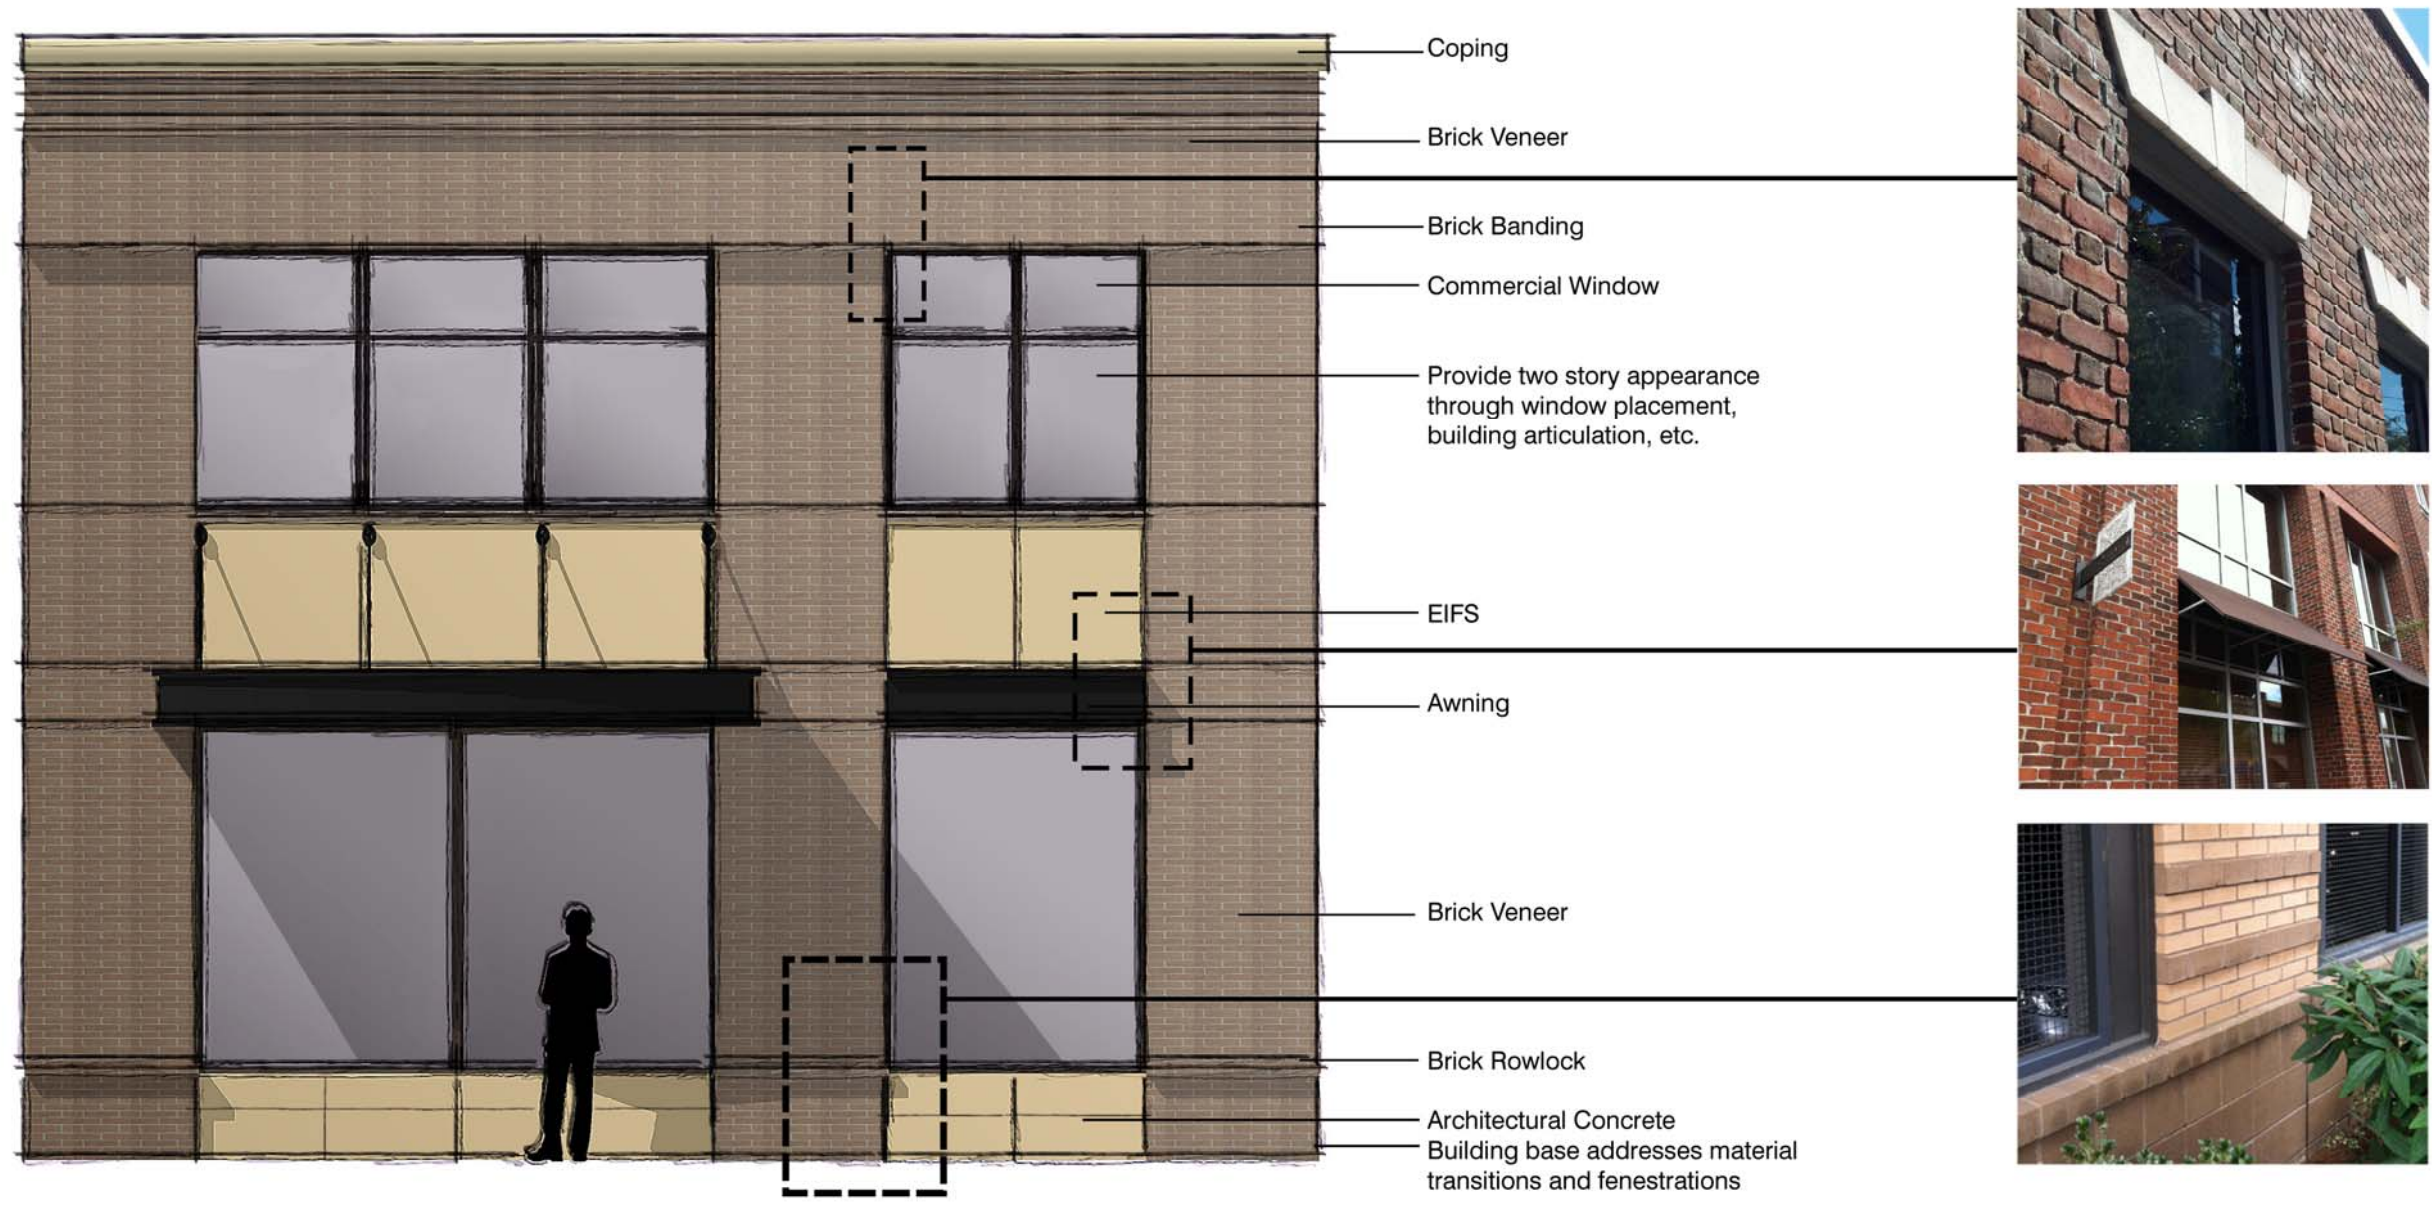 Coping
Brick Veneer
Brick Banding
Commercial Window
Provide two story appearance
through window placement,
building articulation, etc.
EIFS
Awning
Brick Veneer
Brick Rowlock
Architectural Concrete
Building base addresses material
transitions and fenestrations